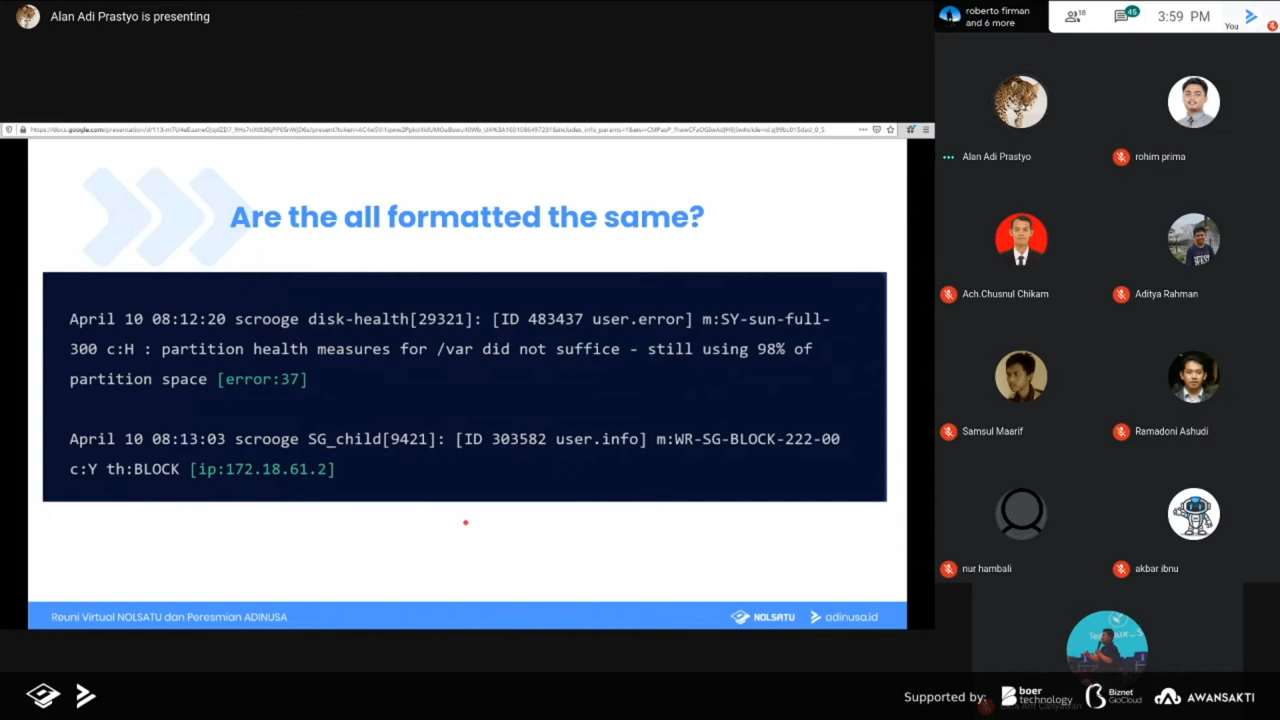 Alan Adi Prastyo is presenting
roberto firman
and 6 more
18
45
3:59 PM
You
Are the all formatted the same?
April 10 08:12:20 scrooge disk-health[29321]: [ID 483437 user.error] m:SY-sun-full-
300 c:H : partition health measures for /var did not suffice - still using 98% of
partition space [error:37]
April 10 08:13:03 scrooge SG_child[9421]: [ID 303582 user.info] m:WR-SG-BLOCK-222-00
c:Y th:BLOCK [ip:172.18.61.2]
Reuni Virtual NOLSATU dan Peresmian ADINUSA
NOLSATU
adinusa.id
Alan Adi Prastyo
rohim prima
Ach.Chusnul Chikam
Aditya Rahman
Samsul Maarif
Ramadoni Ashudi
nur hambali
akbar ibnu
Supported by:
boer
technology
Biznet
GioCloud
AWANSAKTI